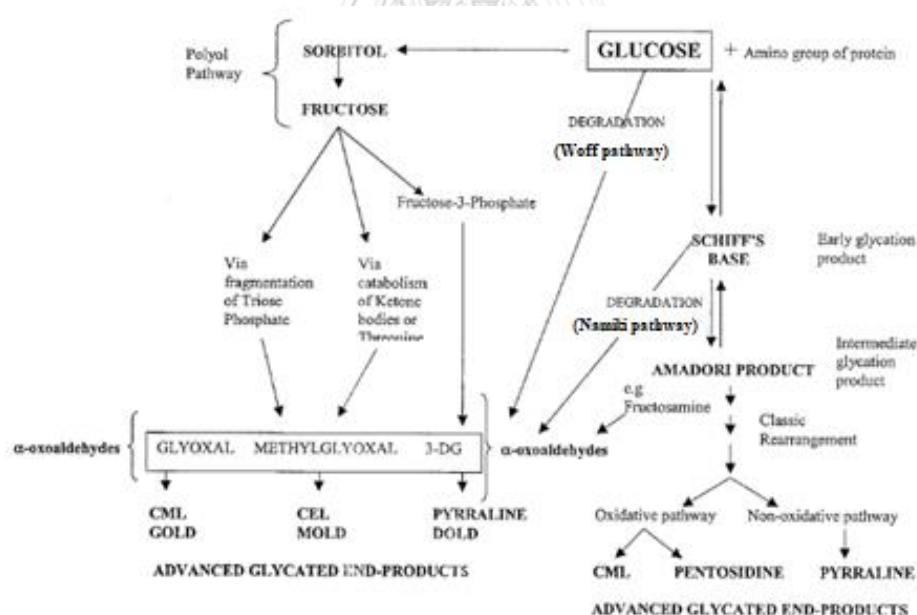 SORBITOL
GLUCOSE
+ Amino group of protein
Polyol
Pathway
FRUCTOSE
DEGRADATION
(Woff pathway)
Fructose-3-Phosphate
SCHIFF'S
BASE
Early glycation
product
Via
fragmentation
of Triose
Phosphate
Via
catabolism
of Ketone
bodies or
Threonine
DEGRADATION
(Namiki pathway)
Intermediate
glycation
product
AMADORI PRODUCT
e.g
Fructosamine
Classic
Rearrangement
α-oxoaldehydes
GLYOXAL METHYLGLYOXAL 3-DG
α-oxoaldehydes
CML
GOLD
CEL
MOLD
PYRRALINE
DOLD
Oxidative pathway
Non-oxidative pathway
ADVANCED GLYCATED END-PRODUCTS
CML PENTOSIDINE PYRRALINE
ADVANCED GLYCATED END-PRODUCTS